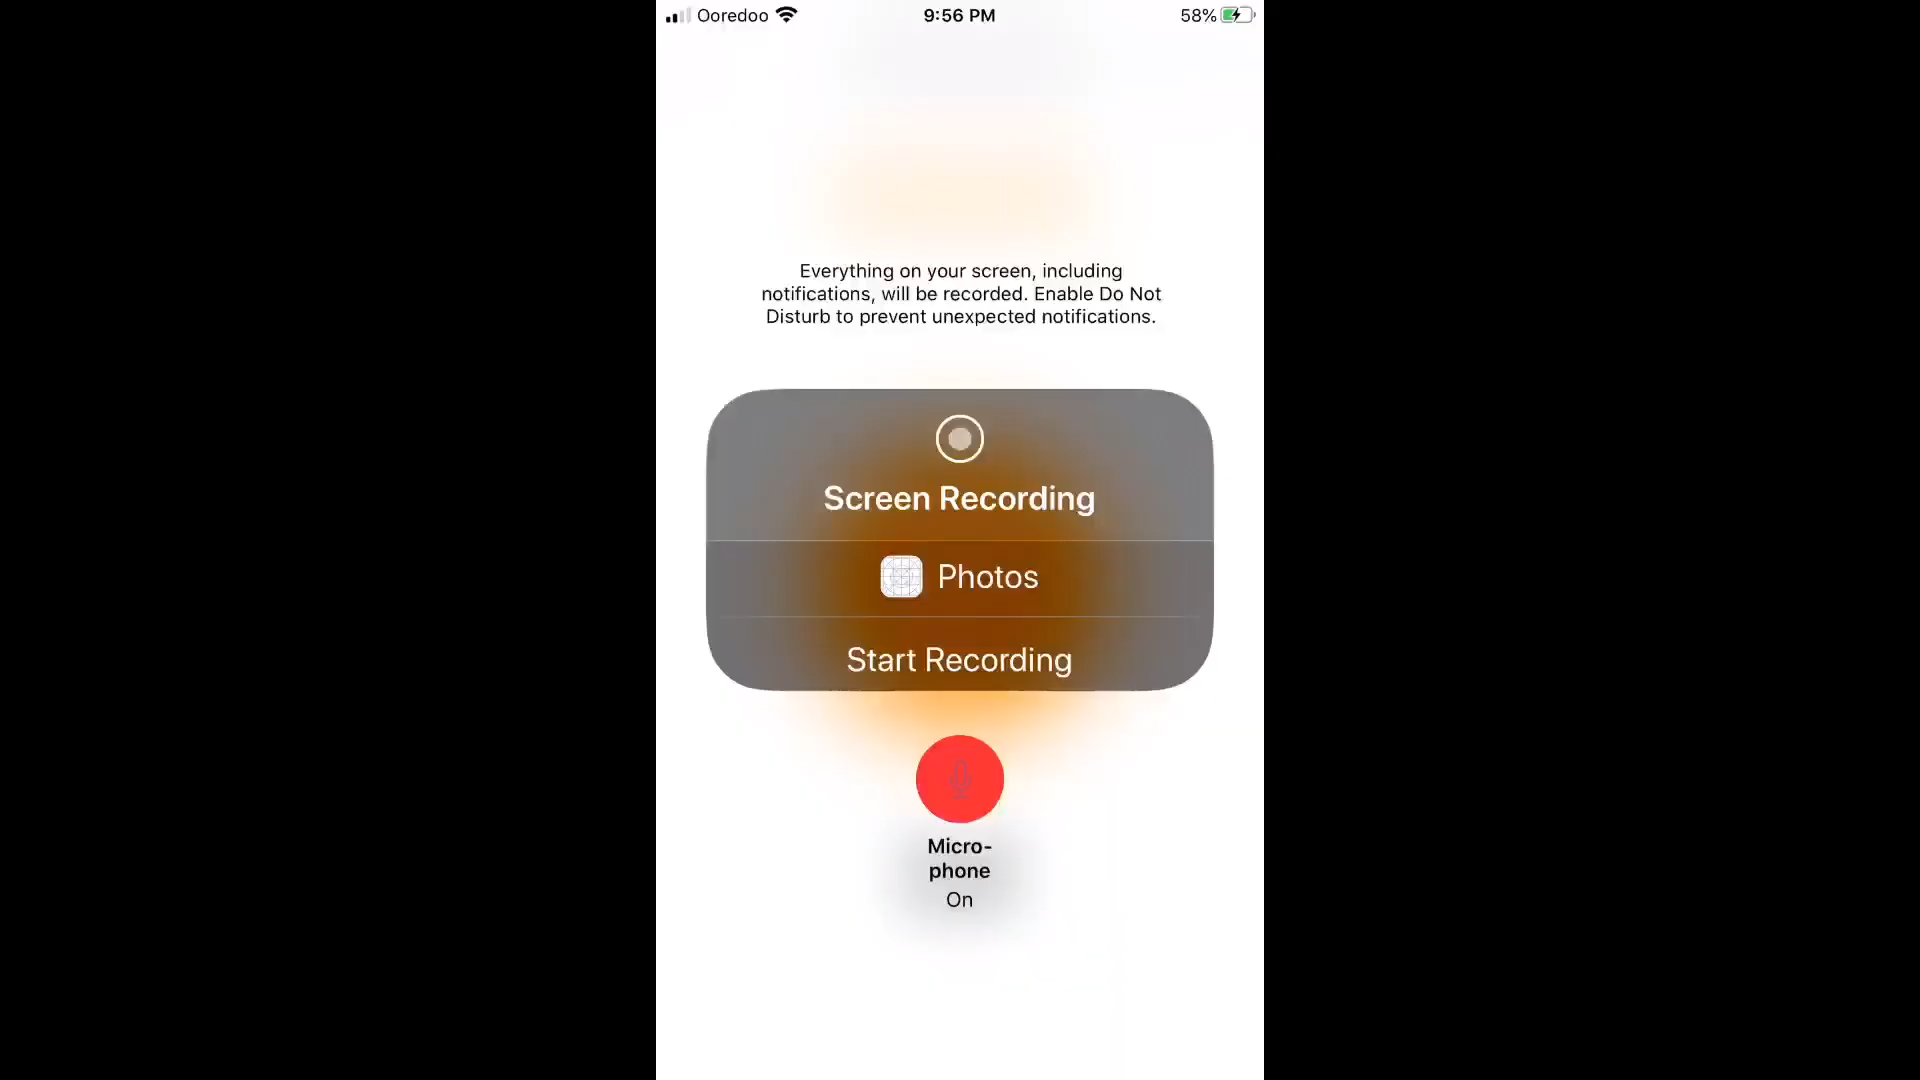 Ooredoo 9:56 PM 58%
Everything on your screen, including
notifications, will be recorded. Enable Do Not
Disturb to prevent unexpected notifications.
Screen Recording
Photos
Start Recording
Micro-
phone
On